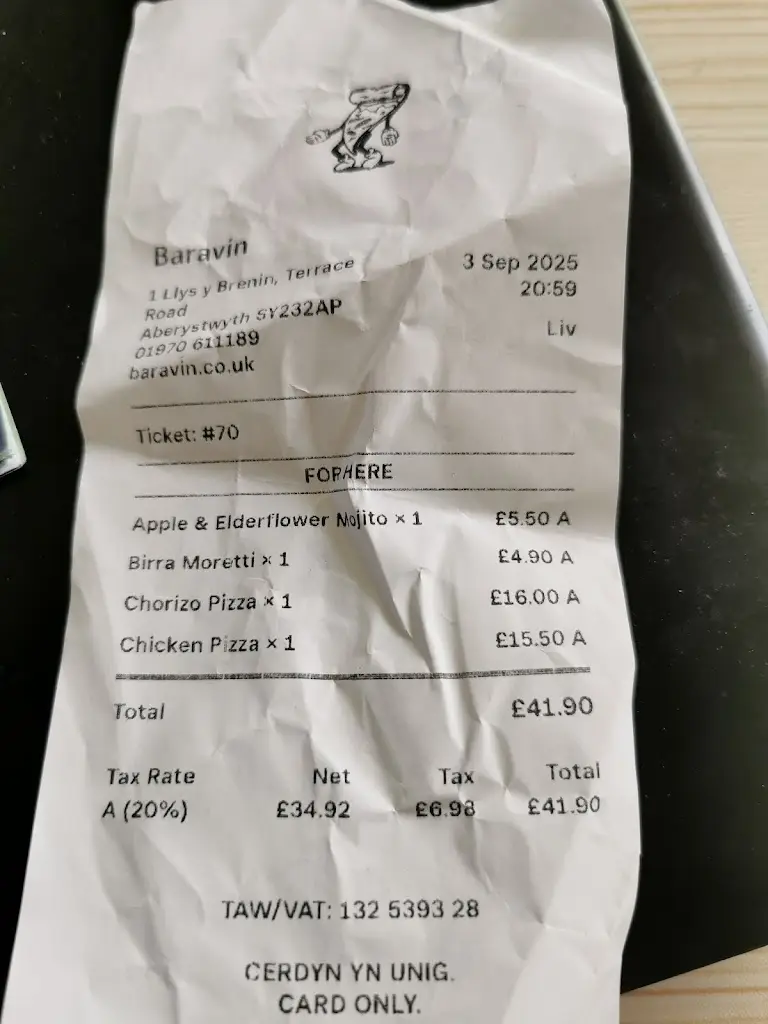 Baravin
1 Llys y Brenin, Terrace
Road
Aberystwyth SY232AP
01970 611189
baravin.co.uk
3 Sep 2025
20:59
Liv
Ticket: #70
FOR HERE
Apple & Elderflower Nojito × 1 £5.50 A
Birra Moretti × 1 £4.90 A
Chorizo Pizza × 1 £16.00 A
Chicken Pizza × 1 £15.50 A
Total £41.90
Tax Rate Net Tax Total
A (20%) £34.92 £6.98 £41.90
TAW/VAT: 132 5393 28
CERDYN YN UNIG.
CARD ONLY.